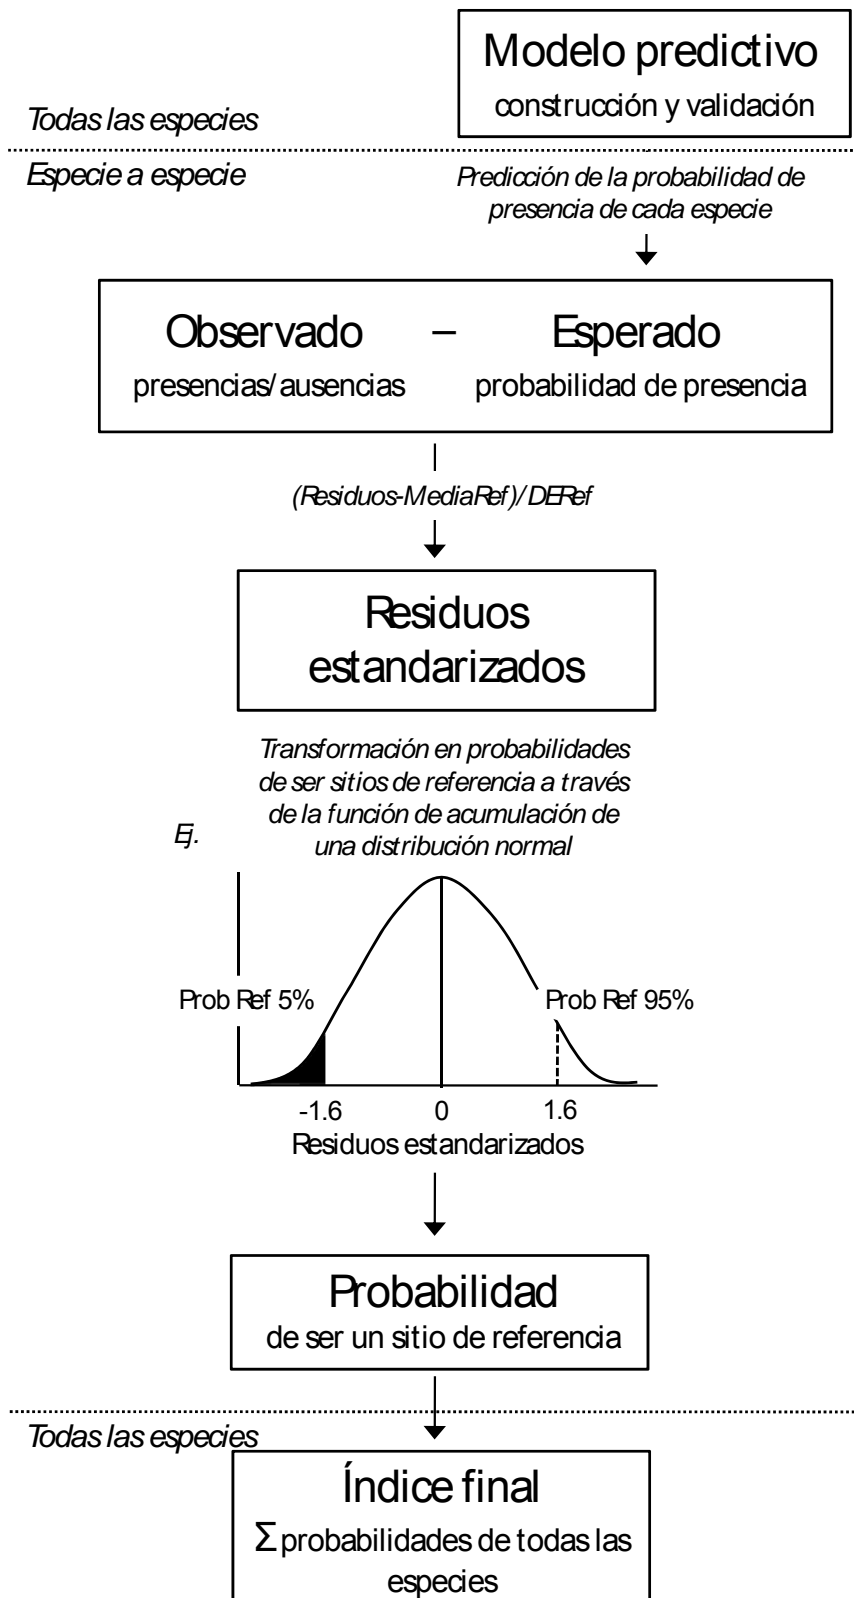 Modelo predictivo
construcción y validación
Todas las especies
Especie a especie
Predicción de la probabilidad de
presencia de cada especie
Observado – Esperado
presencias/ausencias probabilidad de presencia
(Residuos-MediaRef)/DERef
Residuos
estandarizados
Transformación en probabilidades
de ser sitios de referencia a través
de la función de acumulación de
una distribución normal
Ej.
Prob Ref 5% Prob Ref 95%
-1.6 0 1.6
Residuos estandarizados
Probabilidad
de ser un sitio de referencia
Todas las especies
Índice final
Σ probabilidades de todas las
especies